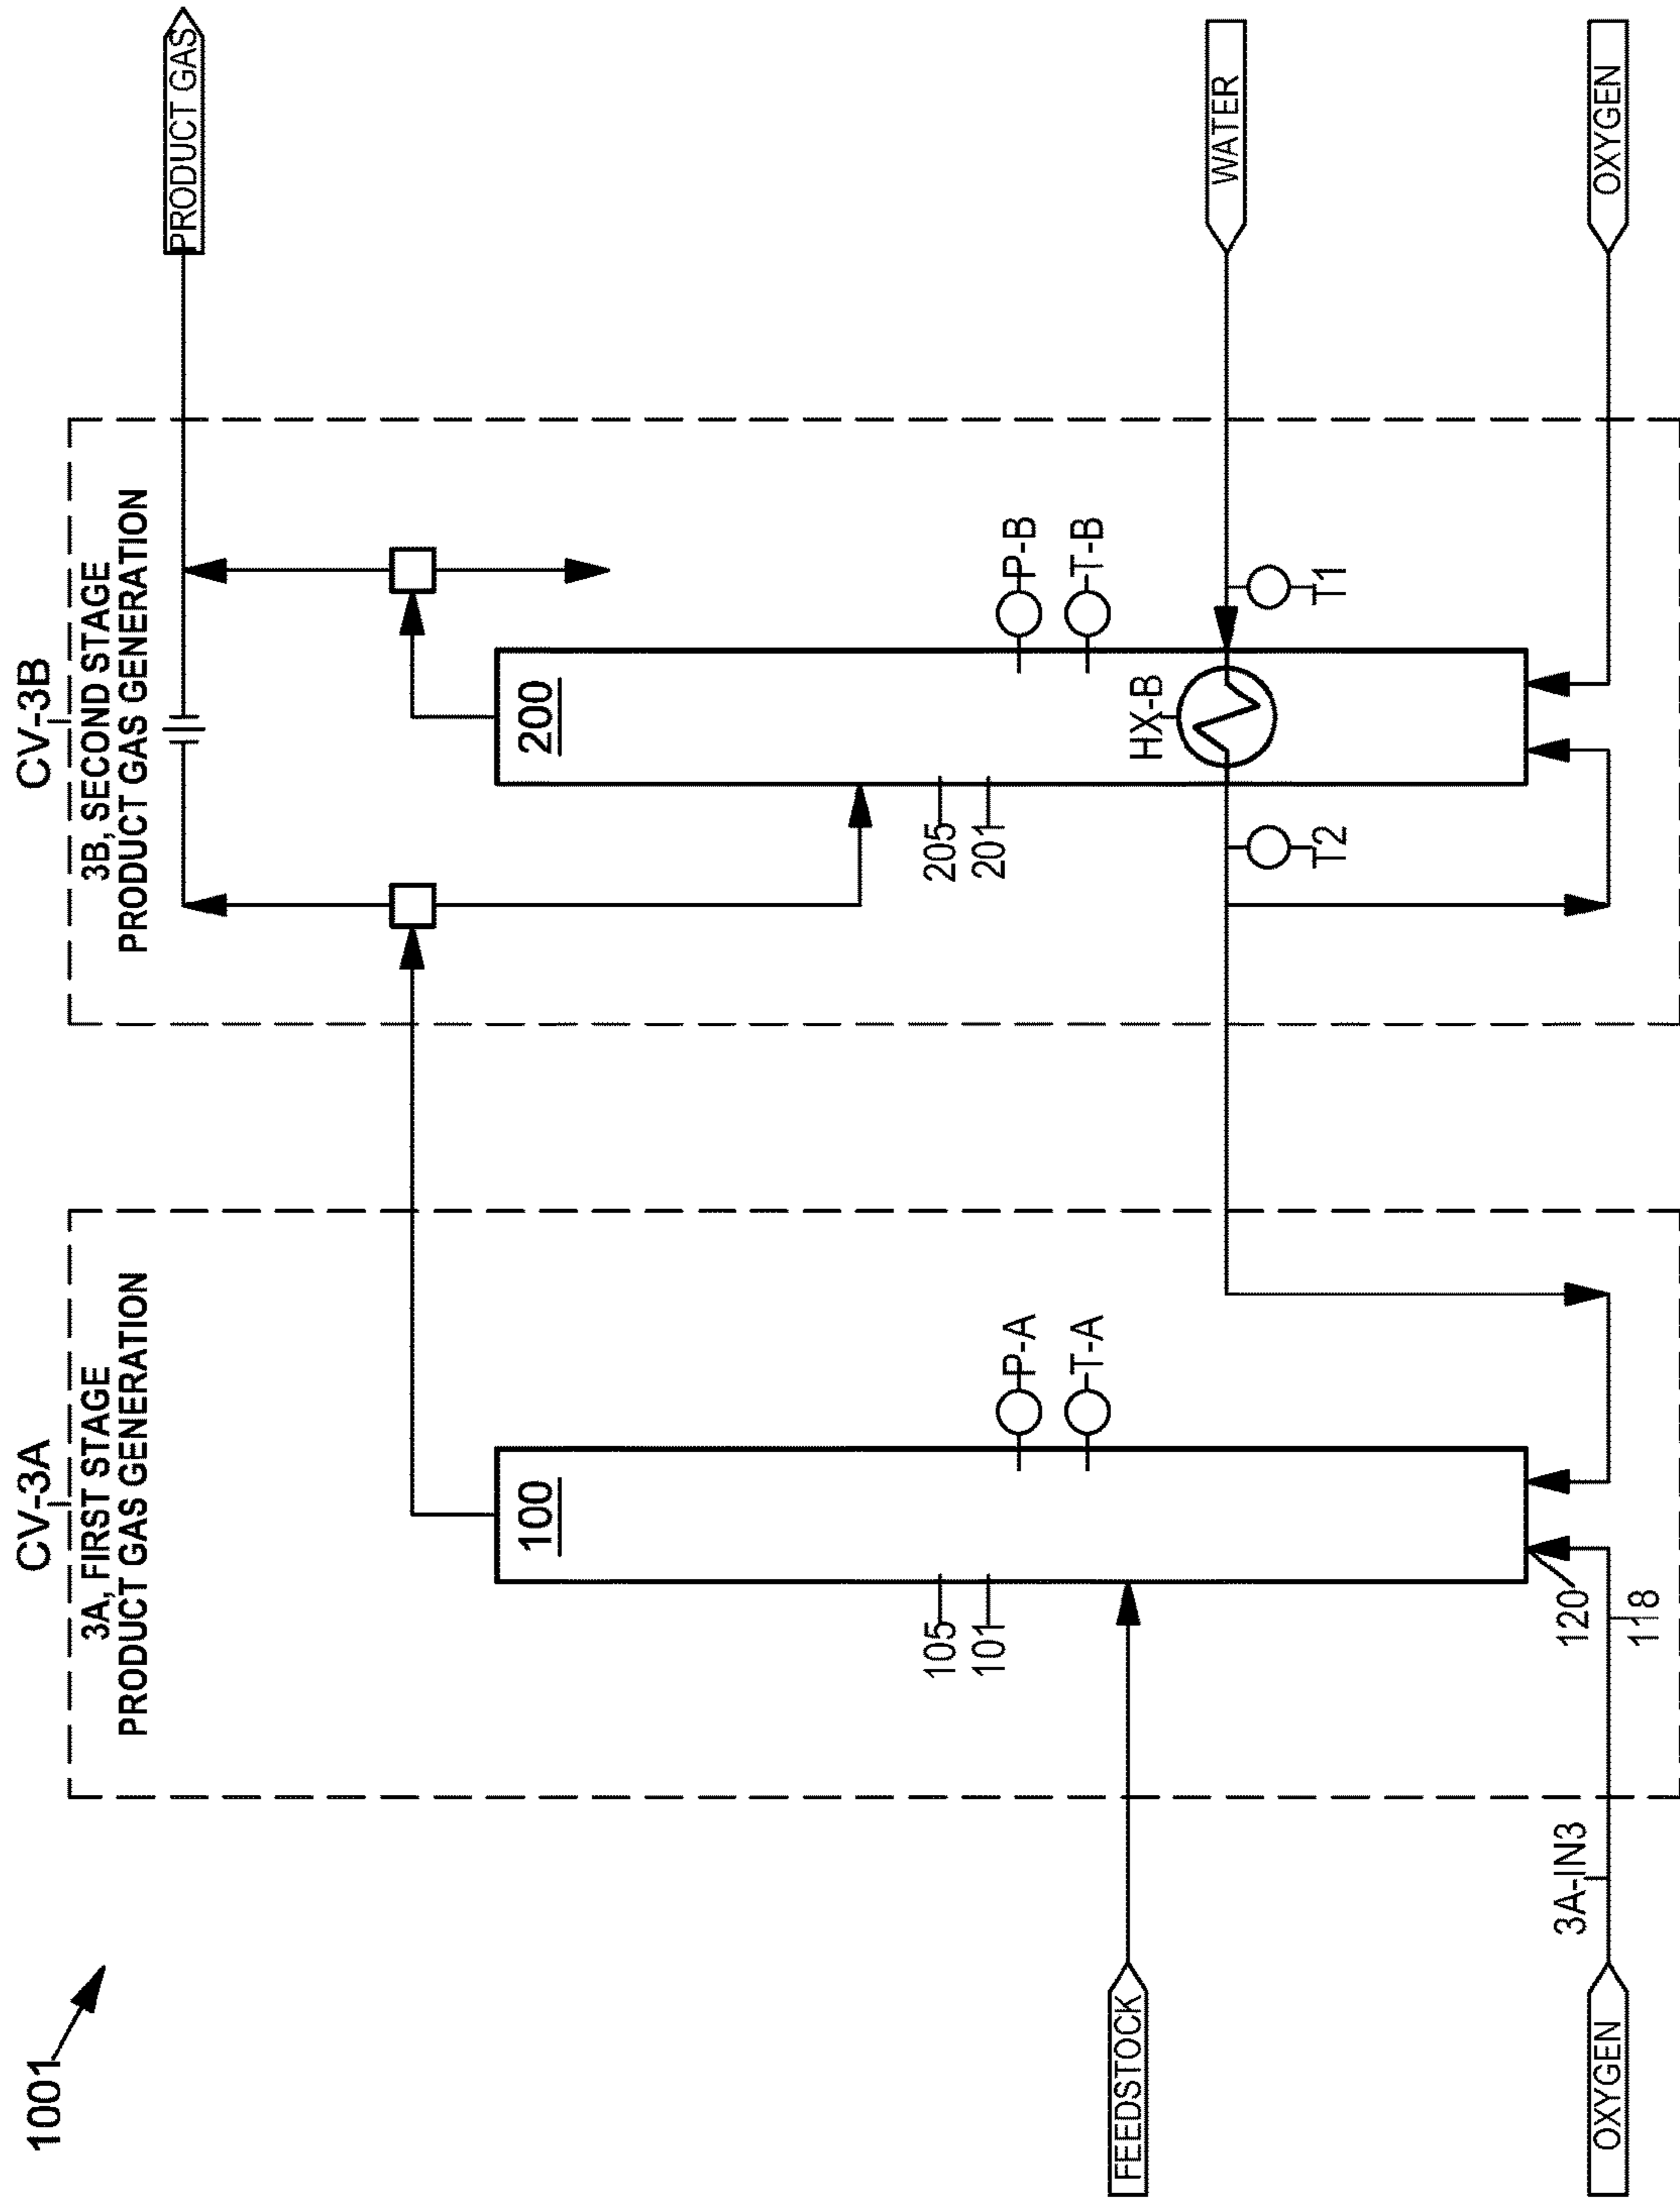 1001
CV-3A
3A, FIRST STAGE
PRODUCT GAS GENERATION
CV-3B
3B, SECOND STAGE
PRODUCT GAS GENERATION
PRODUCT GAS
100
200
105
101
P-A
T-A
205
201
P-B
T-B
HX-B
FEEDSTOCK
WATER
T2
T1
3A-IN3
120
118
OXYGEN
OXYGEN